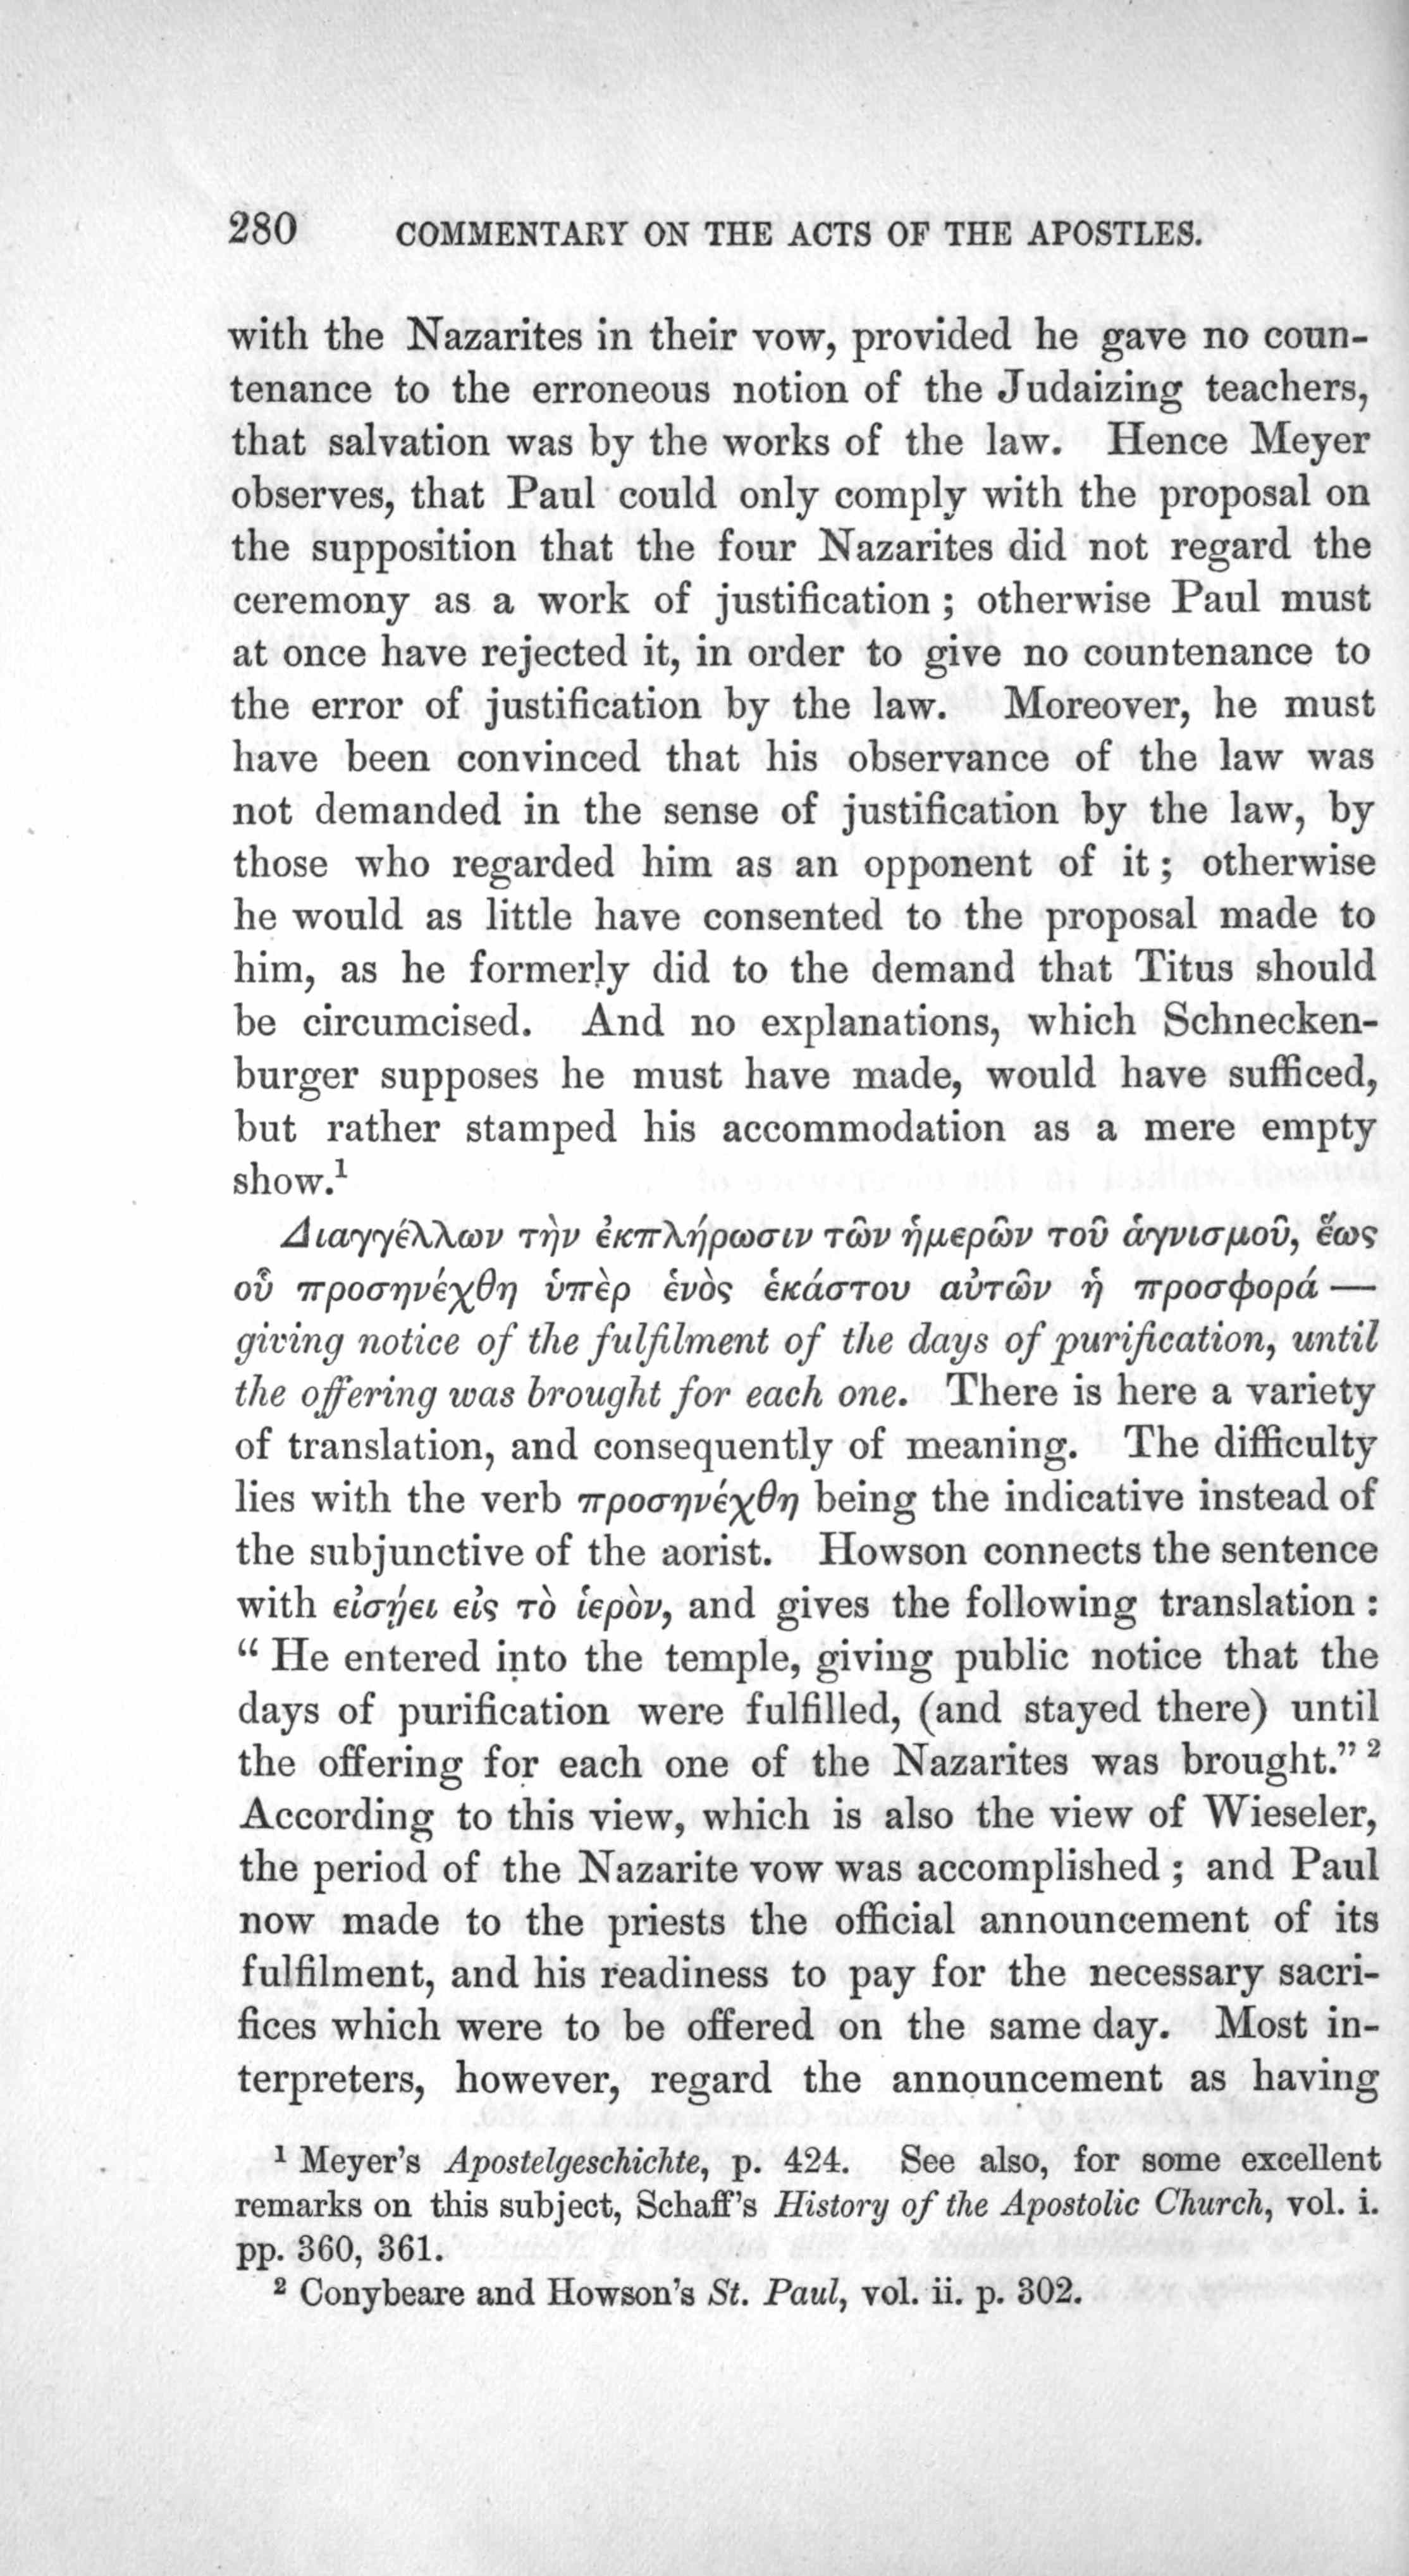 280 COMMENTARY ON THE ACTS OF THE APOSTLES.
with the Nazarites in their vow, provided he gave no coun-
tenance to the erroneous notion of the Judaizing teachers,
that salvation was by the works of the law. Hence Meyer
observes, that Paul could only comply with the proposal on
the supposition that the four Nazarites did not regard the
ceremony as a work of justification; otherwise Paul must
at once have rejected it, in order to give no countenance to
the error of justification by the law. Moreover, he must
have been convinced that his observance of the law was
not demanded in the sense of justification by the law, by
those who regarded him as an opponent of it; otherwise
he would as little have consented to the proposal made to
him, as he formerly did to the demand that Titus should
be circumcised. And no explanations, which Schnecken-
burger supposes he must have made, would have sufficed,
but rather stamped his accommodation as a mere empty
show.¹
Διαγγέλλων τὴν ἐκπλήρωσιν τῶν ἡμερῶν τοῦ ἁγνισμοῦ, ἕως
οὗ προσηνέχθη ὑπὲρ ἑνὸς ἑκάστου αὐτῶν ἡ προσφορά—
giving notice of the fulfilment of the days of purification, until
the offering was brought for each one. There is here a variety
of translation, and consequently of meaning. The difficulty
lies with the verb προσηνέχθη being the indicative instead of
the subjunctive of the aorist. Howson connects the sentence
with εἰσῄει εἰς τὸ ἱερὸν, and gives the following translation:
“He entered into the temple, giving public notice that the
days of purification were fulfilled, (and stayed there) until
the offering for each one of the Nazarites was brought.”²
According to this view, which is also the view of Wieseler,
the period of the Nazarite vow was accomplished; and Paul
now made to the priests the official announcement of its
fulfilment, and his readiness to pay for the necessary sacri-
fices which were to be offered on the same day. Most in-
terpreters, however, regard the announcement as having
¹ Meyer's Apostelgeschichte, p. 424. See also, for some excellent
remarks on this subject, Schaff's History of the Apostolic Church, vol. i.
pp. 360, 361.
² Conybeare and Howson's St. Paul, vol. ii. p. 302.